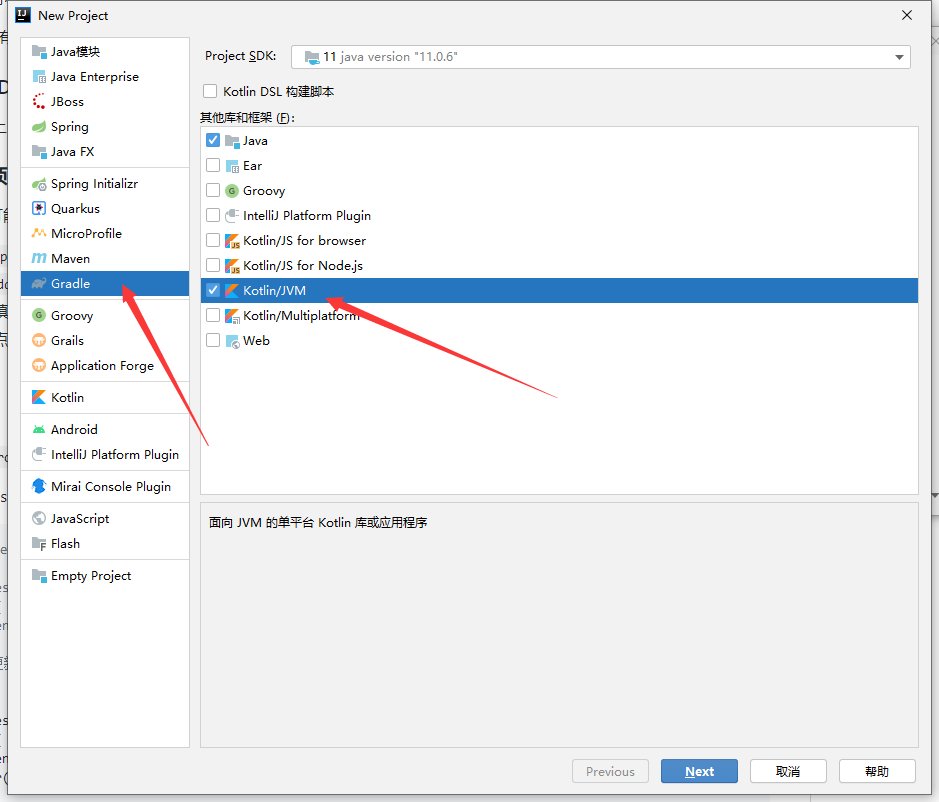 New Project
Java模块
Java Enterprise
JBoss
Spring
Java FX
Spring Initializr
Quarkus
MicroProfile
Maven
Gradle
Groovy
Grails
Application Forge
Kotlin
Android
IntelliJ Platform Plugin
Mirai Console Plugin
JavaScript
Flash
Empty Project
Project SDK:
11 java version "11.0.6"
Kotlin DSL 构建脚本
其他库和框架 (F):
Java
Ear
Groovy
IntelliJ Platform Plugin
Kotlin/JS for browser
Kotlin/JS for Node.js
Kotlin/JVM
Kotlin/Multiplatform
Web
面向 JVM 的单平台 Kotlin 库或应用程序
Previous
Next
取消
帮助